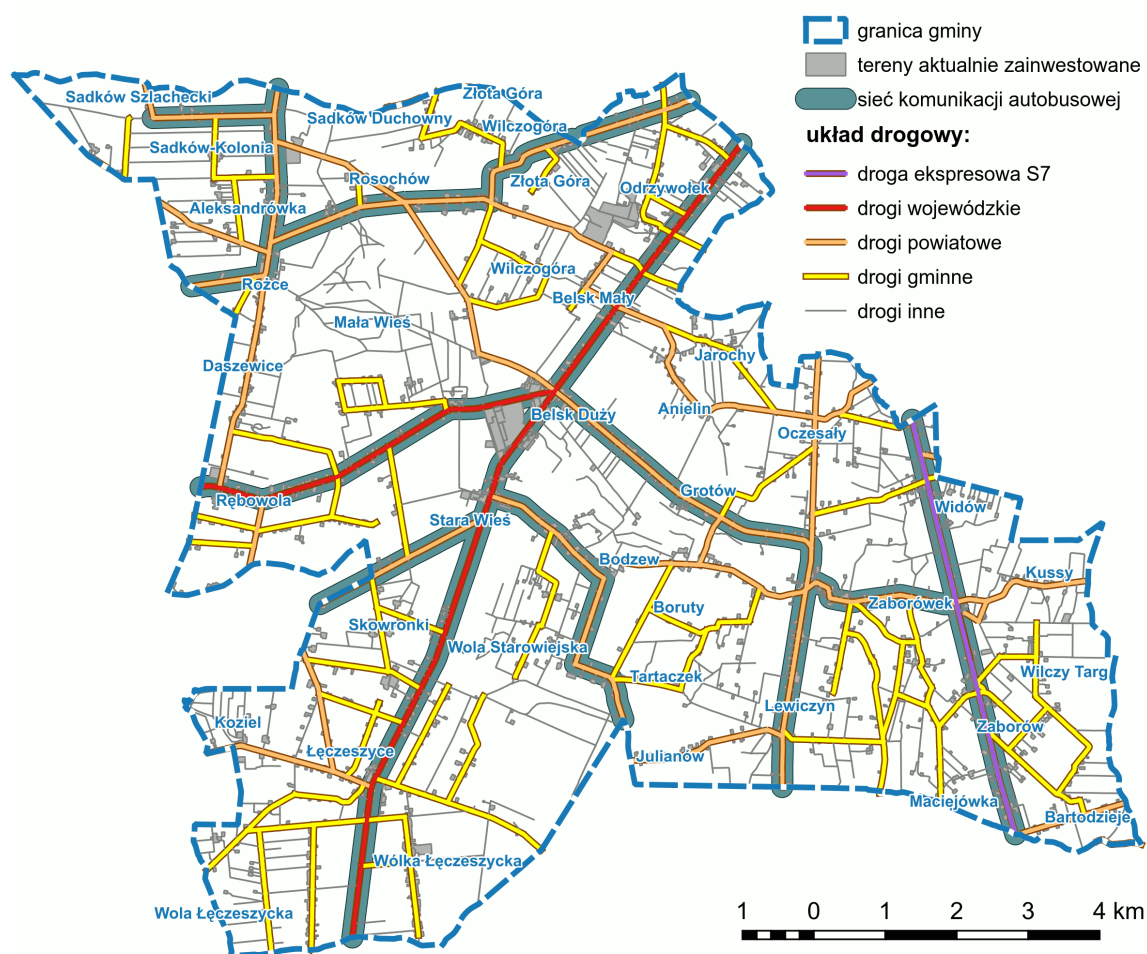 granica gminy
tereny aktualnie zainwestowane
sieć komunikacji autobusowej
układ drogowy:
droga ekspresowa S7
drogi wojewódzkie
drogi powiatowe
drogi gminne
drogi inne
Sadków Szlachecki
Złota Góra
Sadków Duchowny
Wilczogóra
Sadków-Kolonia
Rosochów
Złota Góra
Odrzywołek
Aleksandrówka
Wilczogóra
Rożce
Belsk Mały
Mała Wieś
Jarochy
Daszewice
Anielin
Belsk Duży
Oczesały
Grotów
Rębowola
Widów
Stara Wieś
Bodzew
Kussy
Zaborówek
Boruty
Skowronki
Wola Starowiejska
Tartaczek
Wilczy Targ
Lewiczyn
Koziel
Zaborów
Łęczeszyce
Julianów
Maciejówka
Bartodzieje
Wólka Łęczeszycka
Wola Łęczeszycka
1 0 1 2 3 4 km